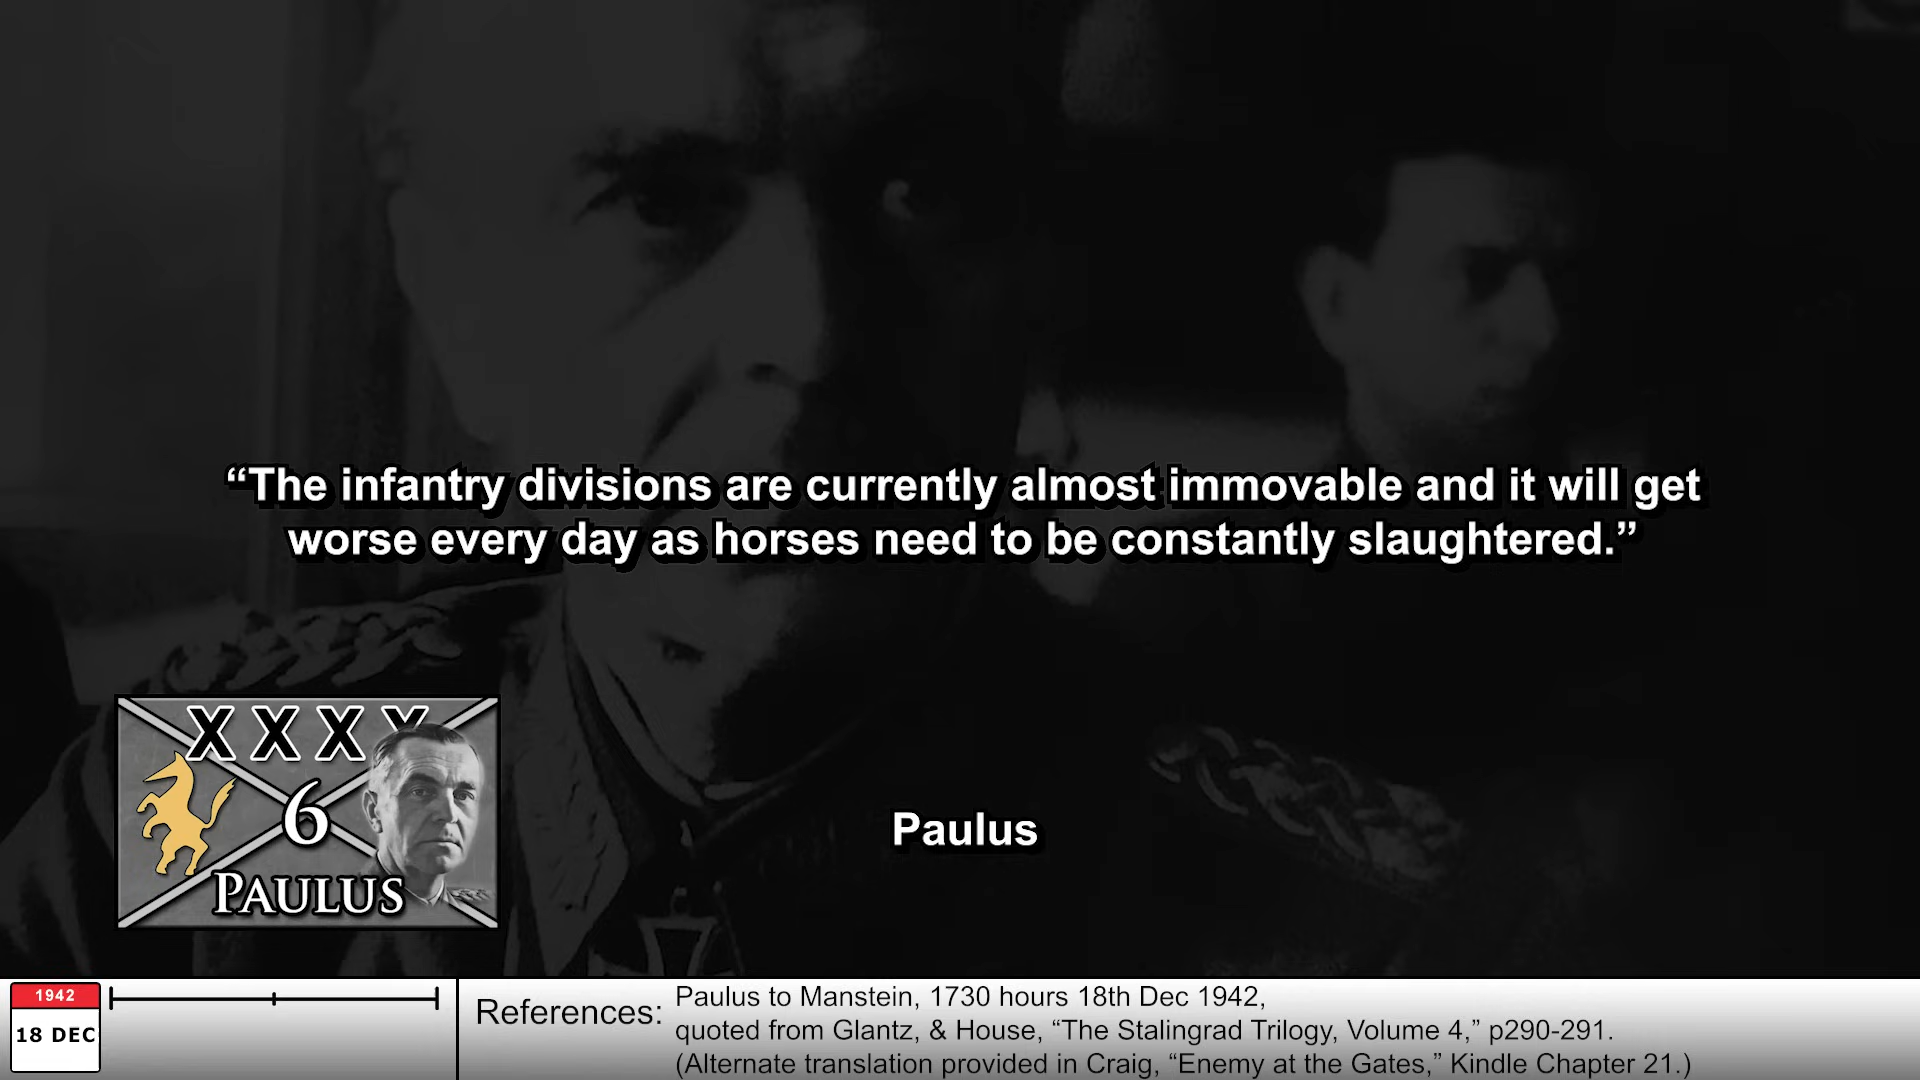 “The infantry divisions are currently almost immovable and it will get
worse every day as horses need to be constantly slaughtered.”
XXXX
6
PAULUS
Paulus
1942
18 DEC
References:
Paulus to Manstein, 1730 hours 18th Dec 1942,
quoted from Glantz, & House, “The Stalingrad Trilogy, Volume 4,” p290-291.
(Alternate translation provided in Craig, “Enemy at the Gates,” Kindle Chapter 21.)